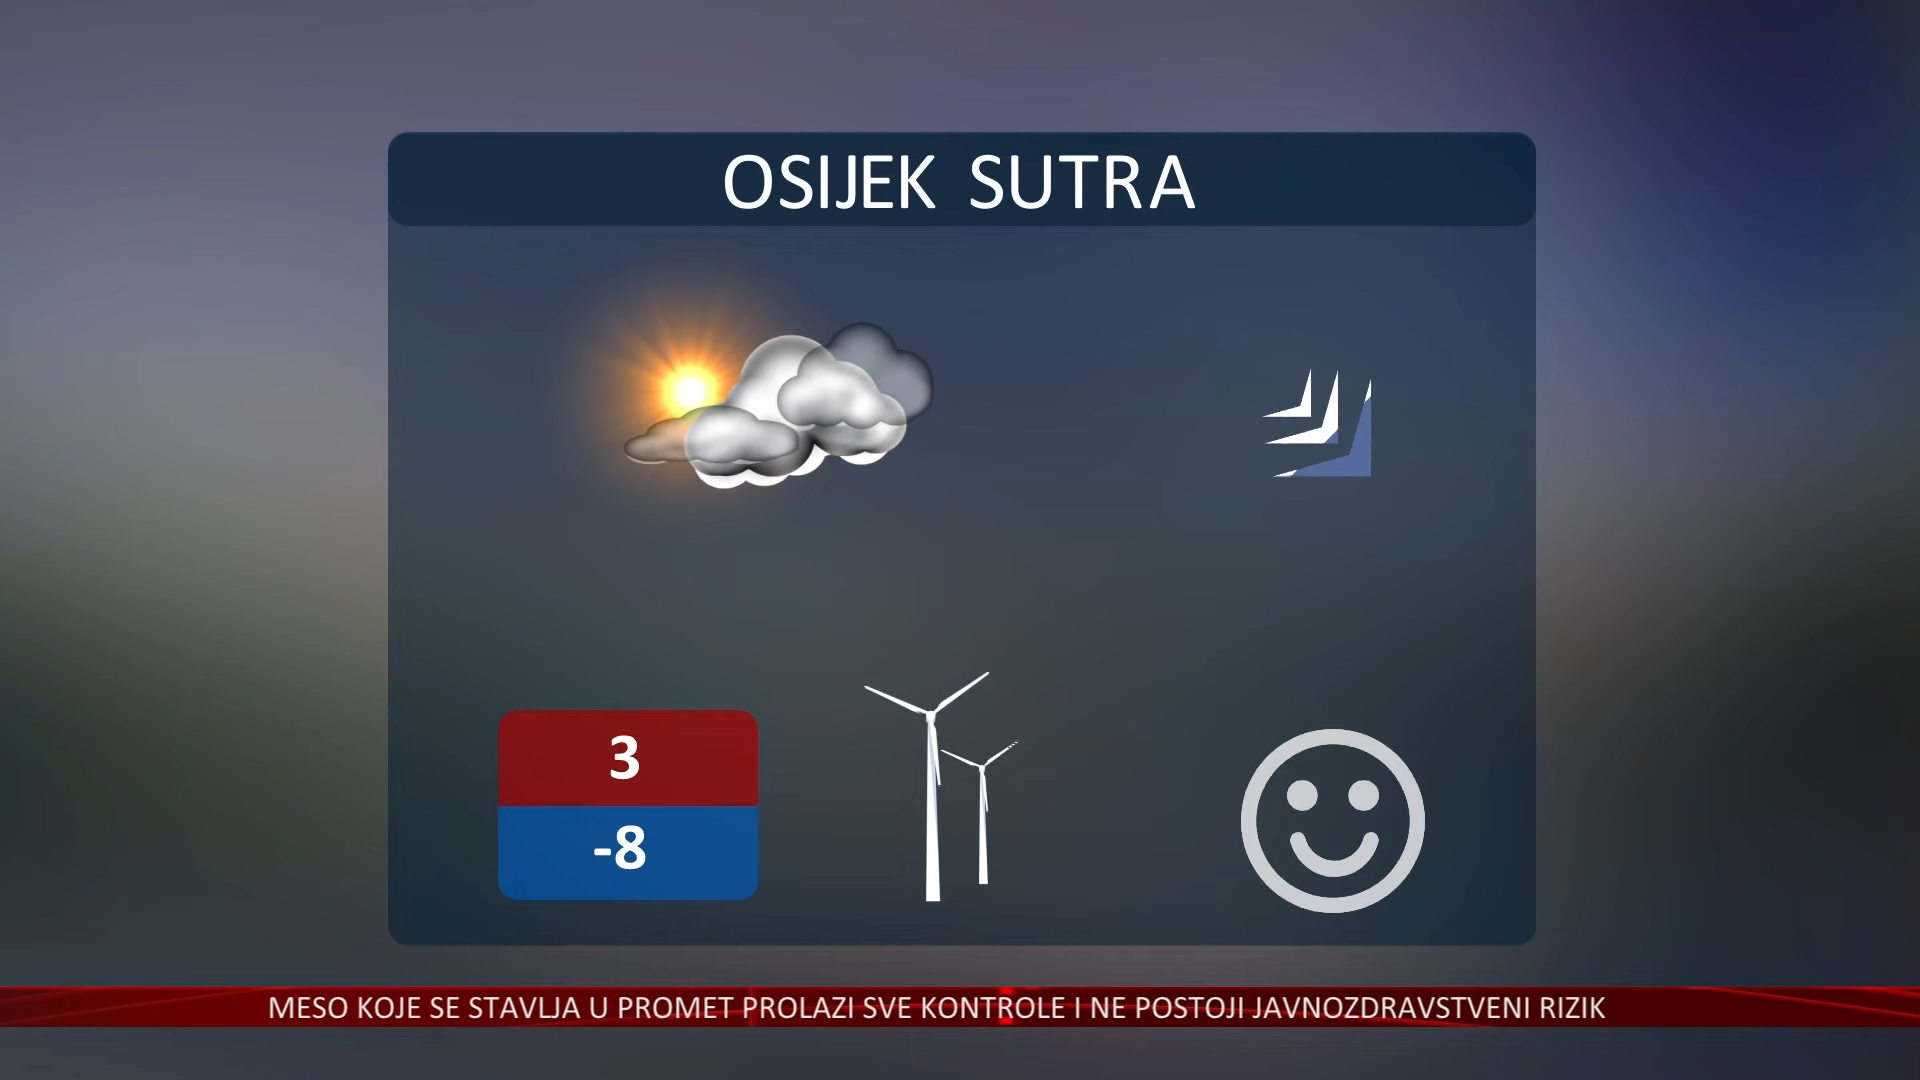 OSIJEK SUTRA
3
-8
MESO KOJE SE STAVLJA U PROMET PROLAZI SVE KONTROLE I NE POSTOJI JAVNOZDRAVSTVENI RIZIK